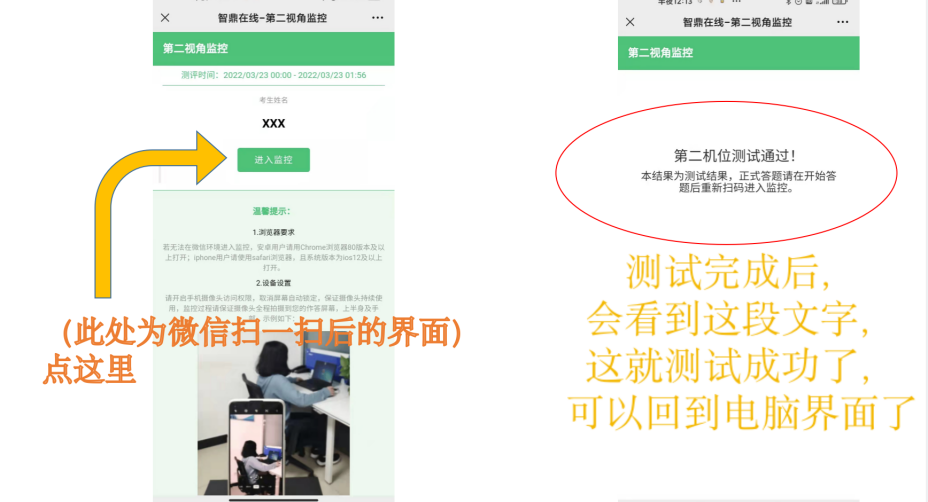 智鼎在线-第二视角监控
第二视角监控
测评时间：2022/03/23 00:00 - 2022/03/23 01:56
考生姓名
XXX
进入监控
温馨提示：
1.浏览器要求
若无法在微信环境进入监控，安卓用户请用Chrome浏览器80版本及以
上打开；iphone用户请使用safari浏览器，且系统版本为ios12及以上
打开。
2.设备设置
请开启手机摄像头访问权限，取消屏幕自动锁定，保证摄像头持续使
用，监控过程请保证摄像头全程拍摄到您的作答屏幕，上半身及手
示例如下：
（此处为微信扫一扫后的界面）
点这里
半夜12:13
智鼎在线-第二视角监控
第二视角监控
第二机位测试通过！
本结果为测试结果，正式答题请在开始答
题后重新扫码进入监控。
测试完成后，
会看到这段文字，
这就测试成功了，
可以回到电脑界面了